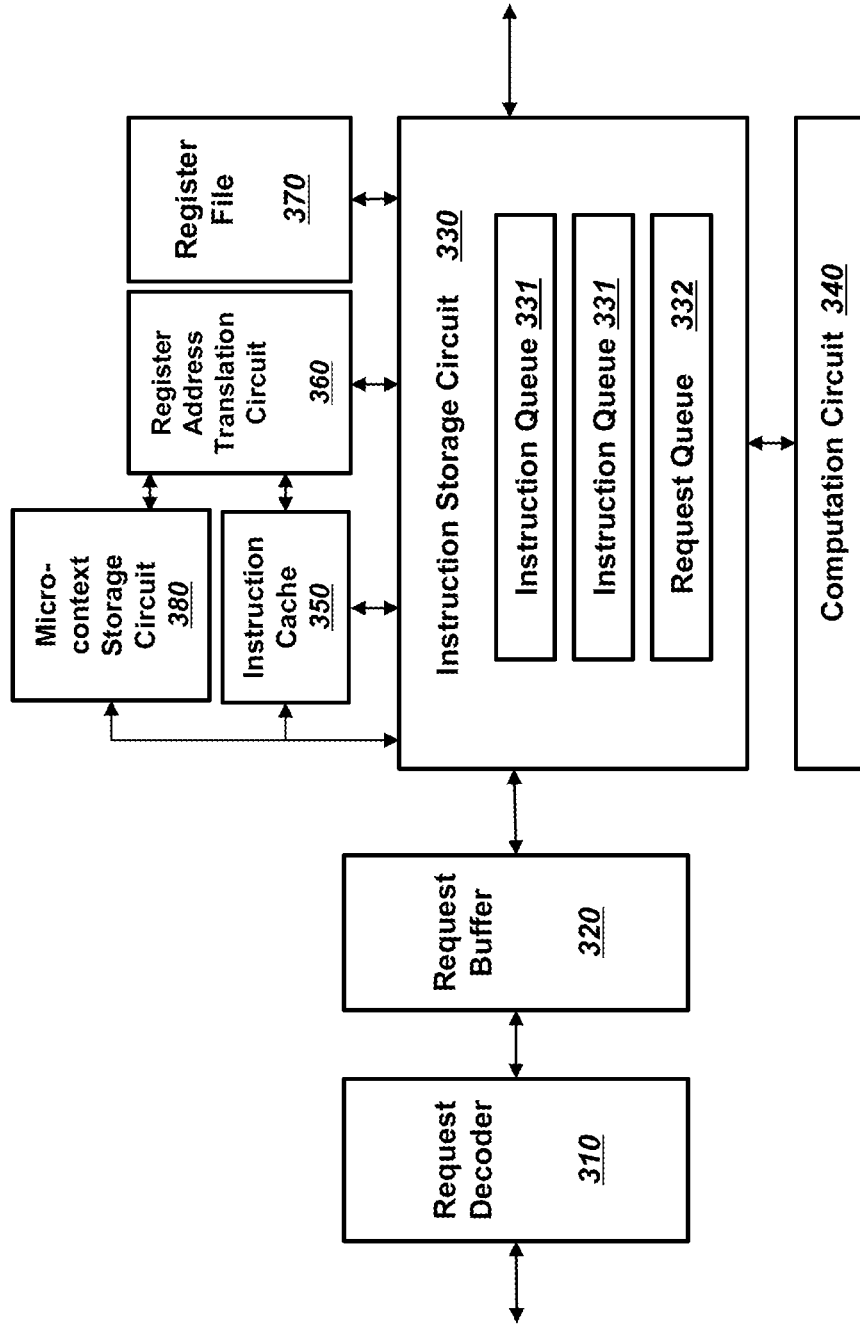 Request
Decoder
310
Request
Buffer
320
Micro-
context
Storage
Circuit
380
Instruction
Cache
350
Register
Address
Translation
Circuit
360
Register
File
370
Instruction Storage Circuit 330
Instruction Queue 331
Instruction Queue 331
Request Queue 332
Computation Circuit 340